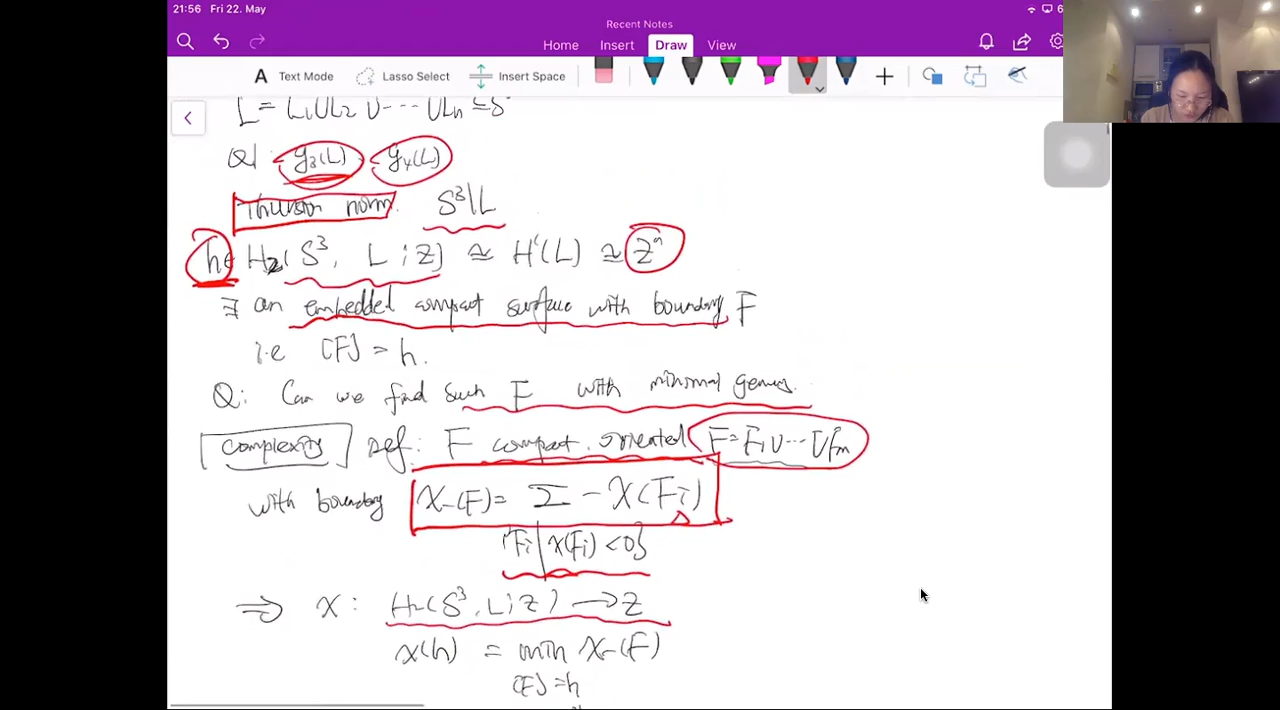 21:56 Fri 22. May
Recent Notes
Home Insert Draw View
A Text Mode Lasso Select Insert Space
L = L₁ U L₂ U ··· U Lₙ ⊆ S³
Q: g₃(L) g₄(L)
Thurston norm. S³\L
h ∈ H₂(S³, L; Z) ≅ H¹(L) ≅ Zⁿ
∃ an embedded compact surface with boundary F
i.e [F] = h.
Q: Can we find such F with minimal genus.
Complexity Def: F compact. oriented F = F₁ U ··· U Fₘ
with boundary χ₋(F) = Σ - χ(Fᵢ)
{Fᵢ | χ(Fᵢ) < 0}
⇒ x : H₂(S³, L; Z) → Z
x(h) = min χ₋(F)
[F] = h